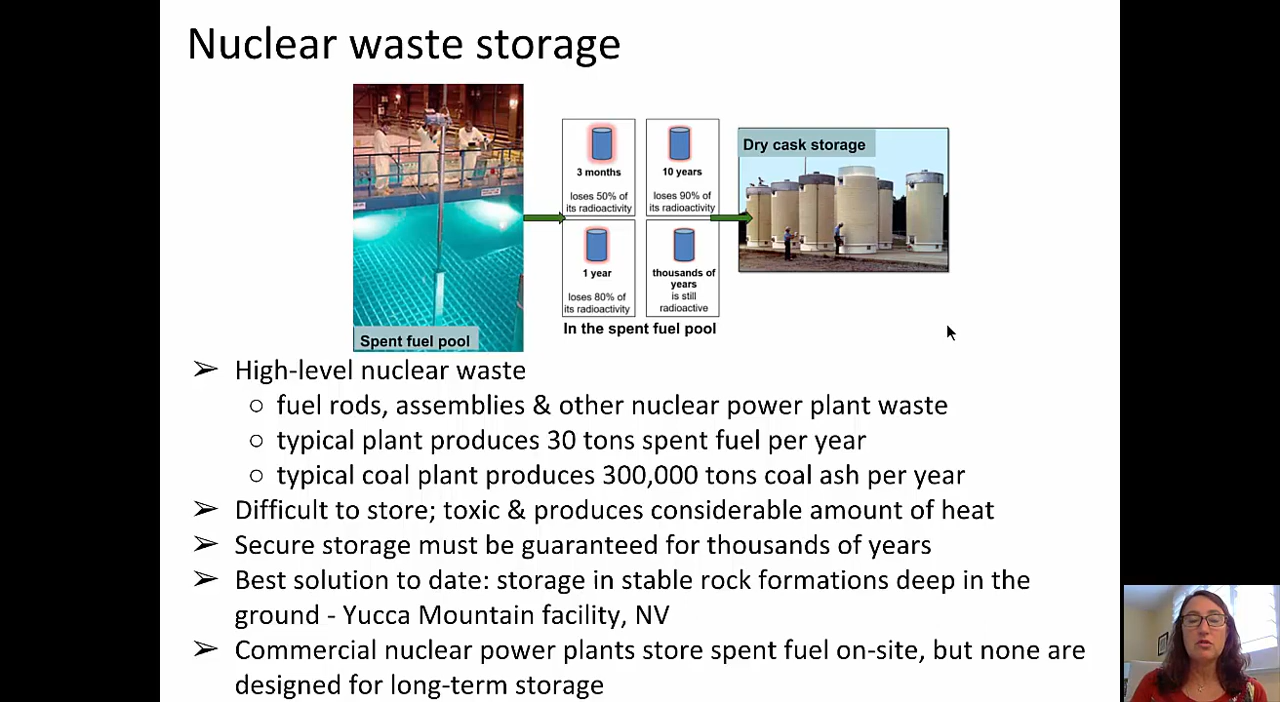 Nuclear waste storage
Spent fuel pool
3 months
loses 50% of
its radioactivity
10 years
loses 90% of
its radioactivity
1 year
loses 80% of
its radioactivity
thousands of
years
is still
radioactive
In the spent fuel pool
Dry cask storage
➢ High-level nuclear waste
○ fuel rods, assemblies & other nuclear power plant waste
○ typical plant produces 30 tons spent fuel per year
○ typical coal plant produces 300,000 tons coal ash per year
➢ Difficult to store; toxic & produces considerable amount of heat
➢ Secure storage must be guaranteed for thousands of years
➢ Best solution to date: storage in stable rock formations deep in the
ground - Yucca Mountain facility, NV
➢ Commercial nuclear power plants store spent fuel on-site, but none are
designed for long-term storage